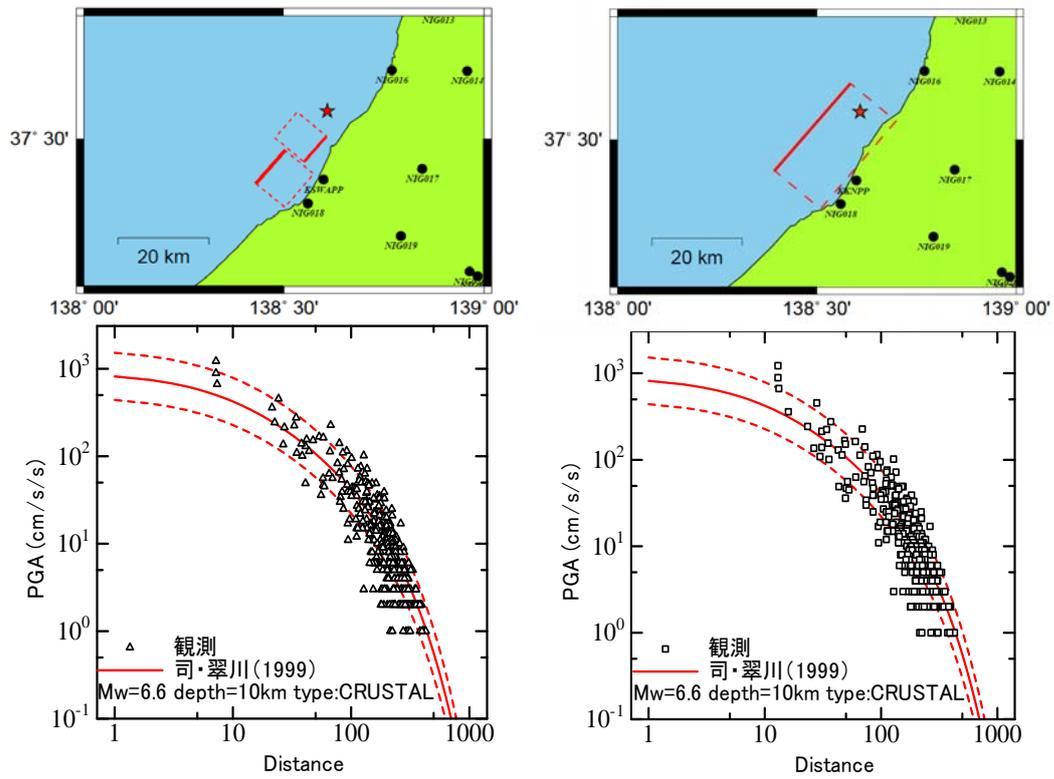 NIG013
NIG016
NIG014
37° 30'
NIG017
KSWAPP
NIG018
NIG019
20 km
138° 00'
138° 30'
139° 00'
NIG013
NIG016
NIG014
37° 30'
NIG017
KKNPP
NIG018
NIG019
20 km
138° 00'
138° 30'
139° 00'
10³
10²
10¹
10⁰
10⁻¹
PGA (cm/s/s)
観測
司・翠川(1999)
Mw=6.6 depth=10km type:CRUSTAL
1 10 100 1000
Distance
10³
10²
10¹
10⁰
10⁻¹
PGA (cm/s/s)
観測
司・翠川(1999)
Mw=6.6 depth=10km type:CRUSTAL
1 10 100 1000
Distance